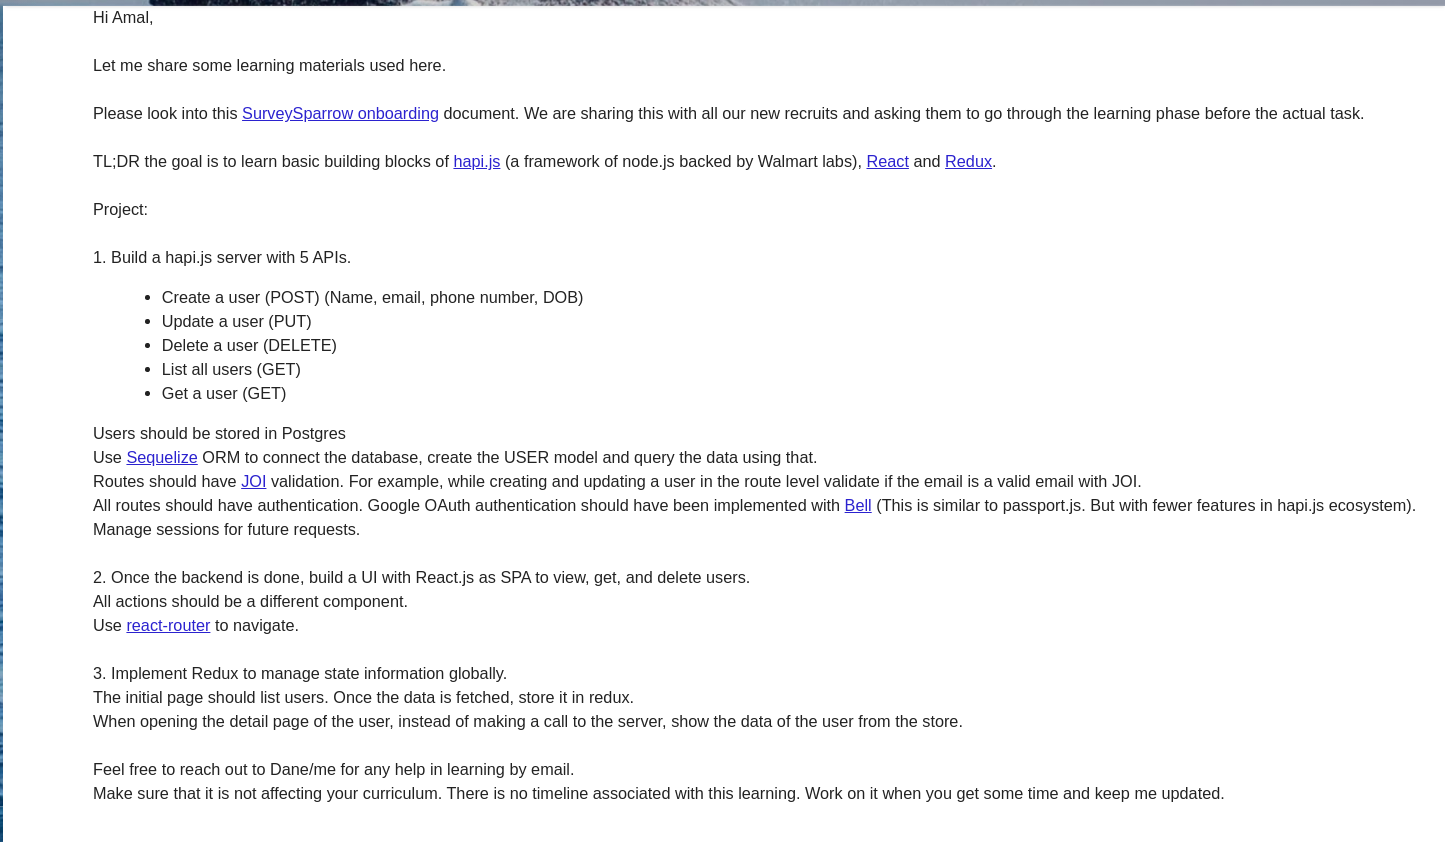 Hi Amal,
Let me share some learning materials used here.
Please look into this SurveySparrow onboarding document. We are sharing this with all our new recruits and asking them to go through the learning phase before the actual task.
TL;DR the goal is to learn basic building blocks of hapi.js (a framework of node.js backed by Walmart labs), React and Redux.
Project:
1. Build a hapi.js server with 5 APIs.
• Create a user (POST) (Name, email, phone number, DOB)
• Update a user (PUT)
• Delete a user (DELETE)
• List all users (GET)
• Get a user (GET)
Users should be stored in Postgres
Use Sequelize ORM to connect the database, create the USER model and query the data using that.
Routes should have JOI validation. For example, while creating and updating a user in the route level validate if the email is a valid email with JOI.
All routes should have authentication. Google OAuth authentication should have been implemented with Bell (This is similar to passport.js. But with fewer features in hapi.js ecosystem).
Manage sessions for future requests.
2. Once the backend is done, build a UI with React.js as SPA to view, get, and delete users.
All actions should be a different component.
Use react-router to navigate.
3. Implement Redux to manage state information globally.
The initial page should list users. Once the data is fetched, store it in redux.
When opening the detail page of the user, instead of making a call to the server, show the data of the user from the store.
Feel free to reach out to Dane/me for any help in learning by email.
Make sure that it is not affecting your curriculum. There is no timeline associated with this learning. Work on it when you get some time and keep me updated.